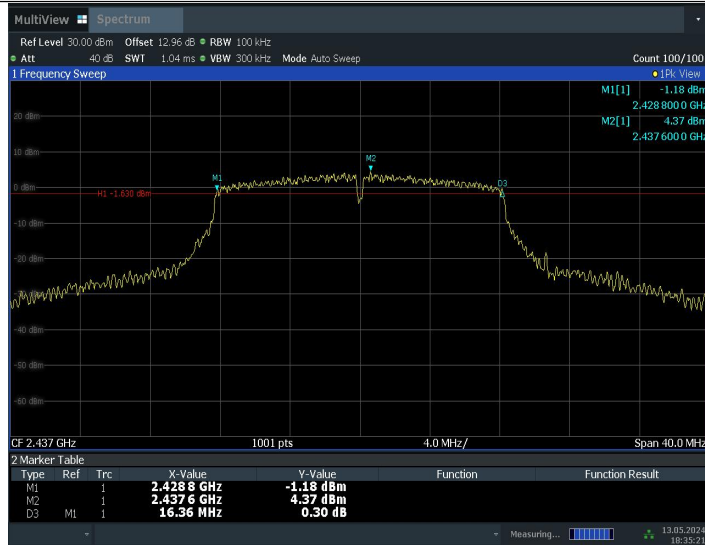 MultiView Spectrum
Ref Level 30.00 dBm Offset 12.96 dB RBW 100 kHz
Att 40 dB SWT 1.04 ms VBW 300 kHz Mode Auto Sweep Count 100/100
1 Frequency Sweep 1Pk View
M1[1] -1.18 dBm
2.428 800 0 GHz
M2[1] 4.37 dBm
2.437 600 0 GHz
20 dBm
10 dBm
M2
M1
D3
0 dBm
H1 -1.630 dBm
-10 dBm
-20 dBm
-40 dBm
-50 dBm
-60 dBm
CF 2.437 GHz 1001 pts 4.0 MHz/ Span 40.0 MHz
2 Marker Table
Type Ref Trc X-Value Y-Value Function Function Result
M1 1 2.428 8 GHz -1.18 dBm
M2 1 2.437 6 GHz 4.37 dBm
D3 M1 1 16.36 MHz 0.30 dB
Measuring... 13.05.2024
18:35:21